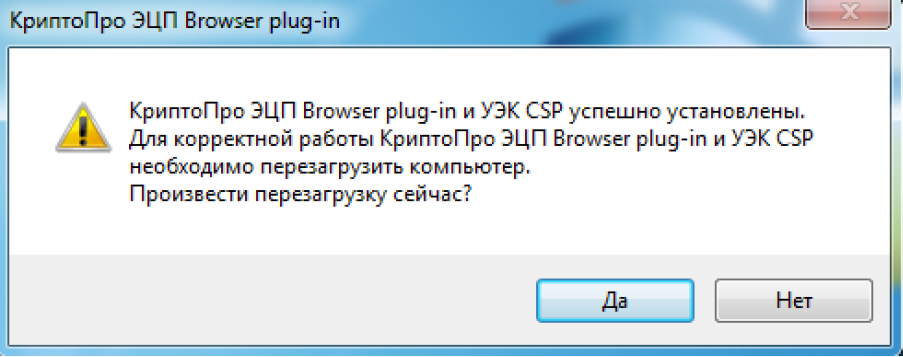 КриптоПро ЭЦП Browser plug-in
КриптоПро ЭЦП Browser plug-in и УЭК CSP успешно установлены.
Для корректной работы КриптоПро ЭЦП Browser plug-in и УЭК CSP
необходимо перезагрузить компьютер.
Произвести перезагрузку сейчас?
Да
Нет